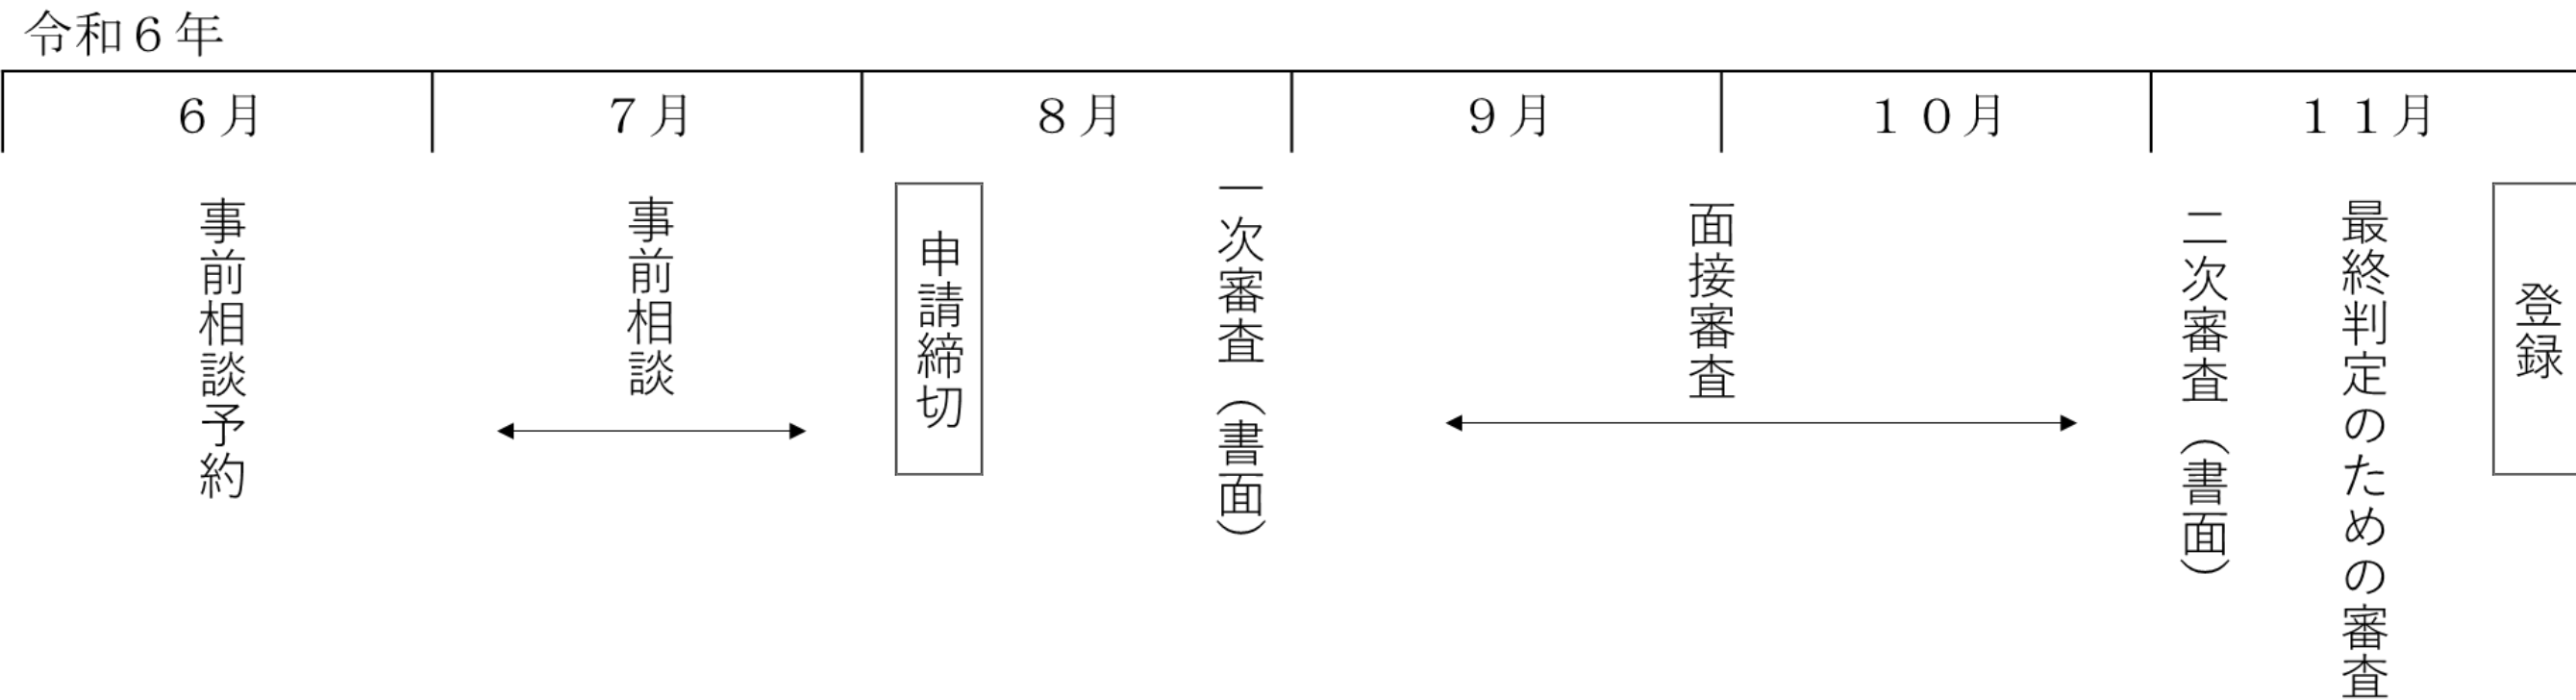 令和６年
６月
７月
８月
９月
１０月
１１月
事前相談予約
事前相談
申請締切
一次審査（書面）
面接審査
二次審査（書面）
最終判定のための審査
登録